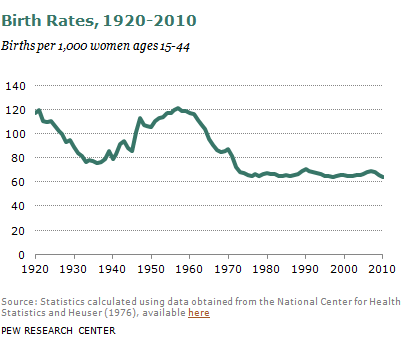 Birth Rates, 1920-2010
Births per 1,000 women ages 15-44
140
120
100
80
60
40
20
0
1920 1930 1940 1950 1960 1970 1980 1990 2000 2010
Source: Statistics calculated using data obtained from the National Center for Health
Statistics and Heuser (1976), available here
PEW RESEARCH CENTER